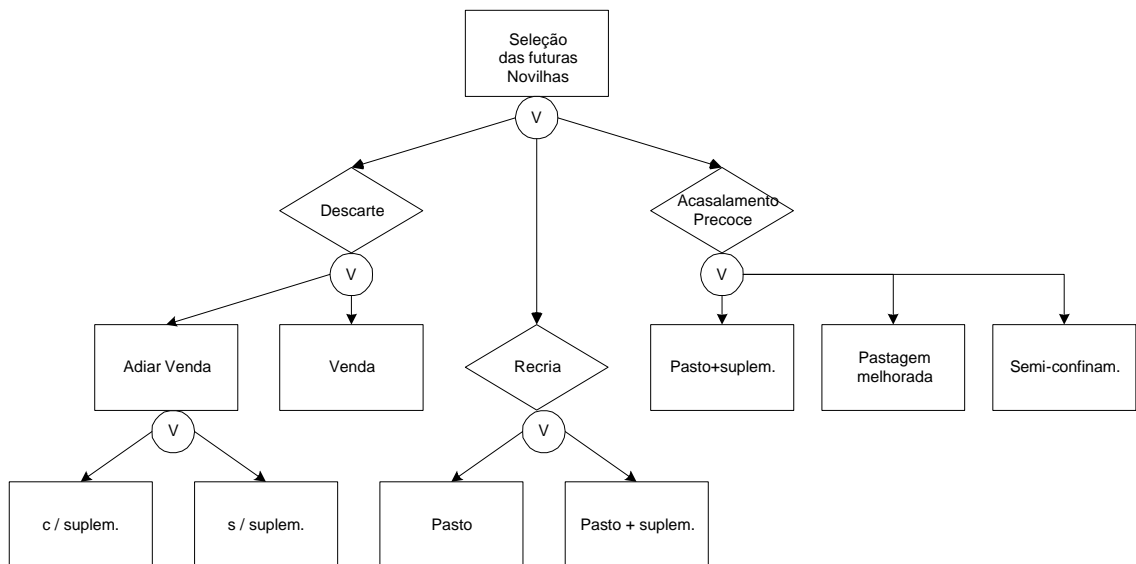 Seleção
das futuras
Novilhas
V
Descarte
Acasalamento
Precoce
V
V
Adiar Venda
Venda
Recria
Pasto+suplem.
Pastagem
melhorada
Semi-confinam.
V
V
c / suplem.
s / suplem.
Pasto
Pasto + suplem.